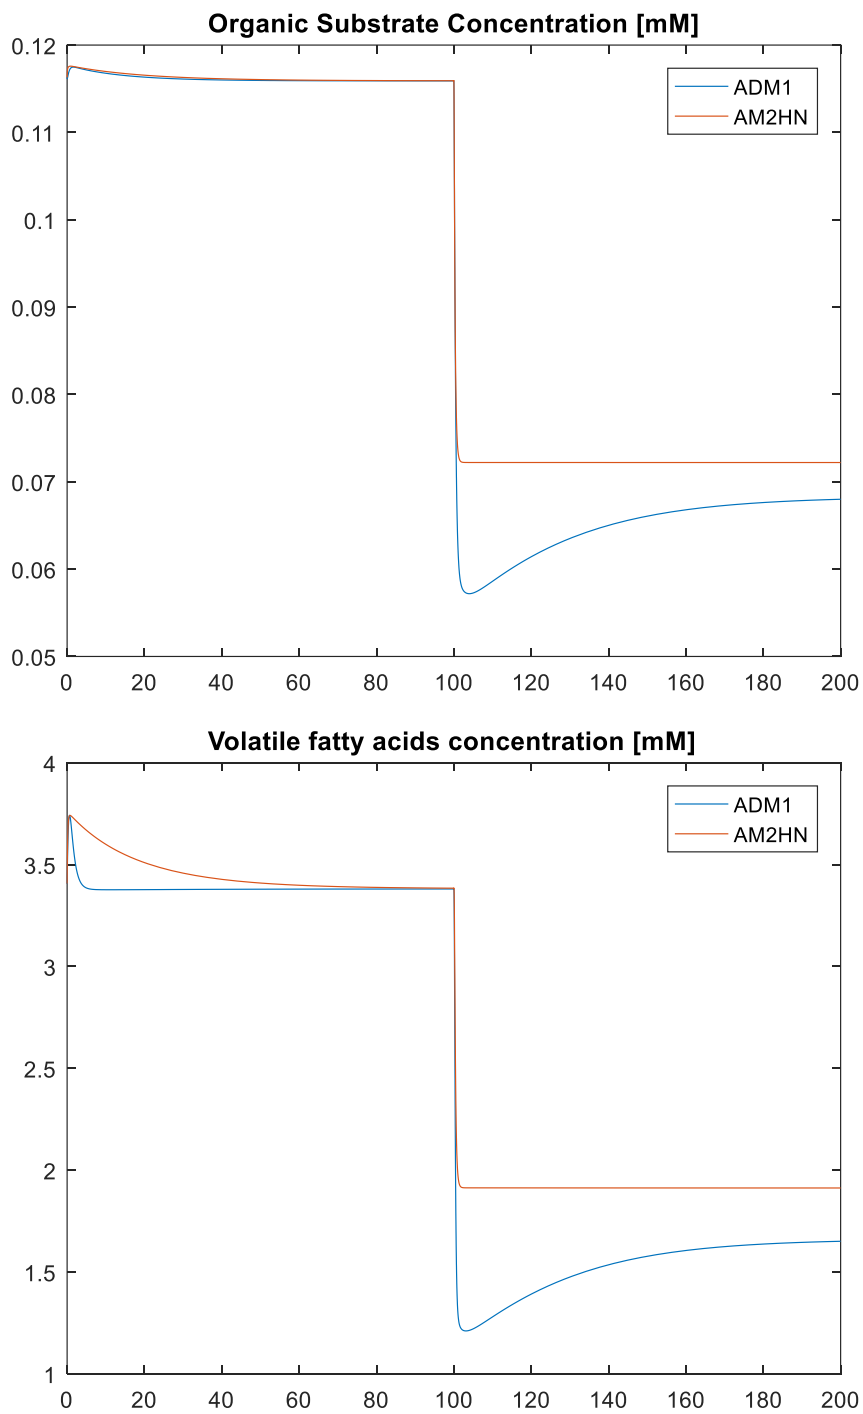 Organic Substrate Concentration [mM]
0.12
0.11
0.1
0.09
0.08
0.07
0.06
0.05
ADM1
AM2HN
0 20 40 60 80 100 120 140 160 180 200
Volatile fatty acids concentration [mM]
4
3.5
3
2.5
2
1.5
1
ADM1
AM2HN
0 20 40 60 80 100 120 140 160 180 200